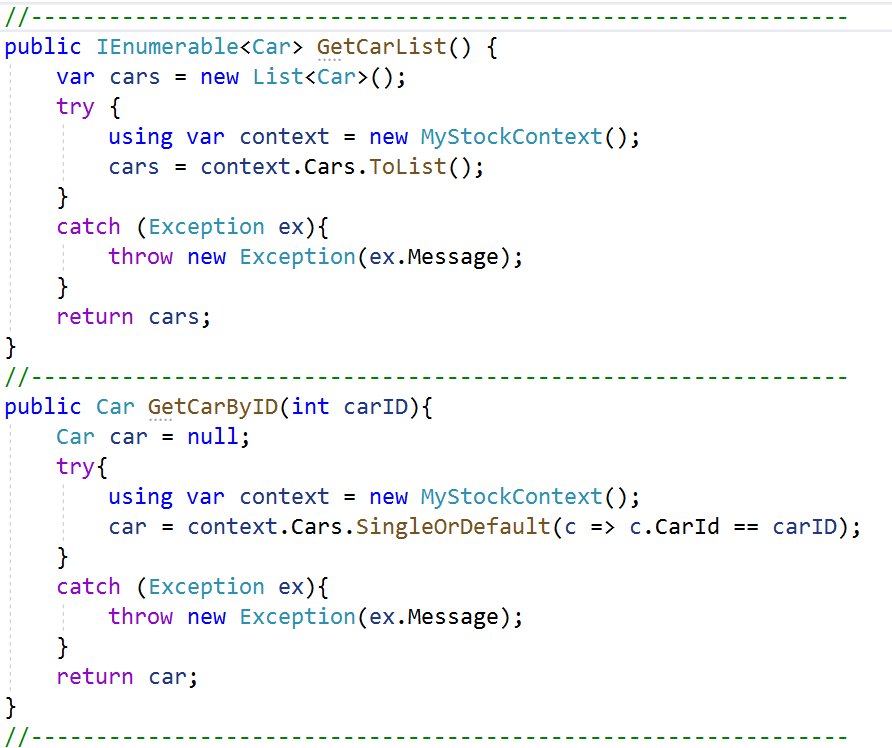 //---------------------------------------------------------------
public IEnumerable<Car> GetCarList() {
    var cars = new List<Car>();
    try {
        using var context = new MyStockContext();
        cars = context.Cars.ToList();
    }
    catch (Exception ex){
        throw new Exception(ex.Message);
    }
    return cars;
}
//---------------------------------------------------------------
public Car GetCarByID(int carID){
    Car car = null;
    try{
        using var context = new MyStockContext();
        car = context.Cars.SingleOrDefault(c => c.CarId == carID);
    }
    catch (Exception ex){
        throw new Exception(ex.Message);
    }
    return car;
}
//---------------------------------------------------------------